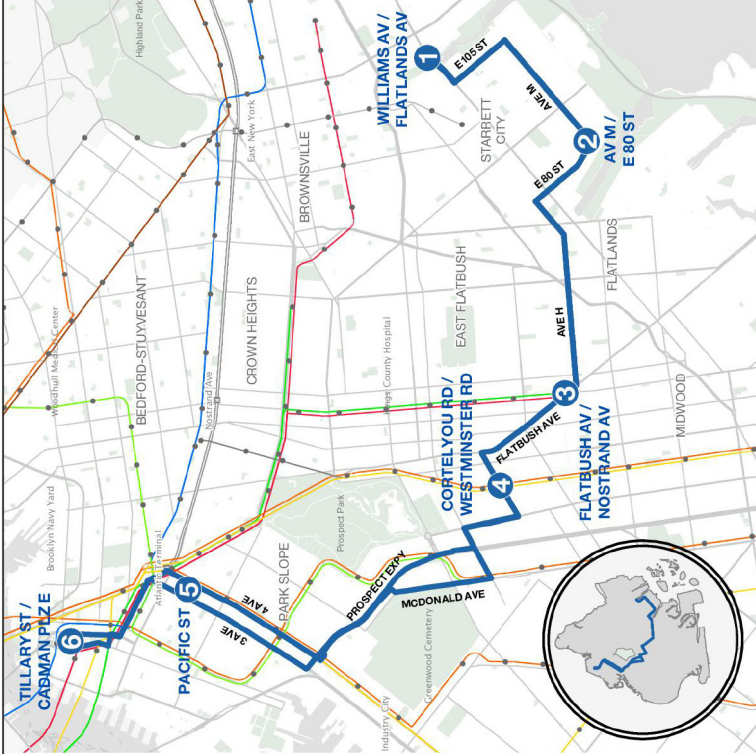 TILLARY ST /
CADMAN PLZ E
6
PACIFIC ST
5
3 AVE
4 AVE
PARK SLOPE
PROSPECT EXPY
MCDONALD AVE
Greenwood Cemetery
Industry City
Brooklyn Navy Yard
Atlantic Terminal
Prospect Park
Woodhull Medical Center
BEDFORD-STUYVESANT
Nostrand Ave
CROWN HEIGHTS
Kings County Hospital
CORTELYOU RD /
WESTMINSTER RD
4
FLATBUSH AVE
3
FLATBUSH AV /
NOSTRAND AV
MIDWOOD
EAST FLATBUSH
AVE H
FLATLANDS
Highland Park
East New York
BROWNSVILLE
WILLIAMS AV /
FLATLANDS AV
1
E 105 ST
STARRETT
CITY
AVE M
E 80 ST
2
AV M /
E 80 ST